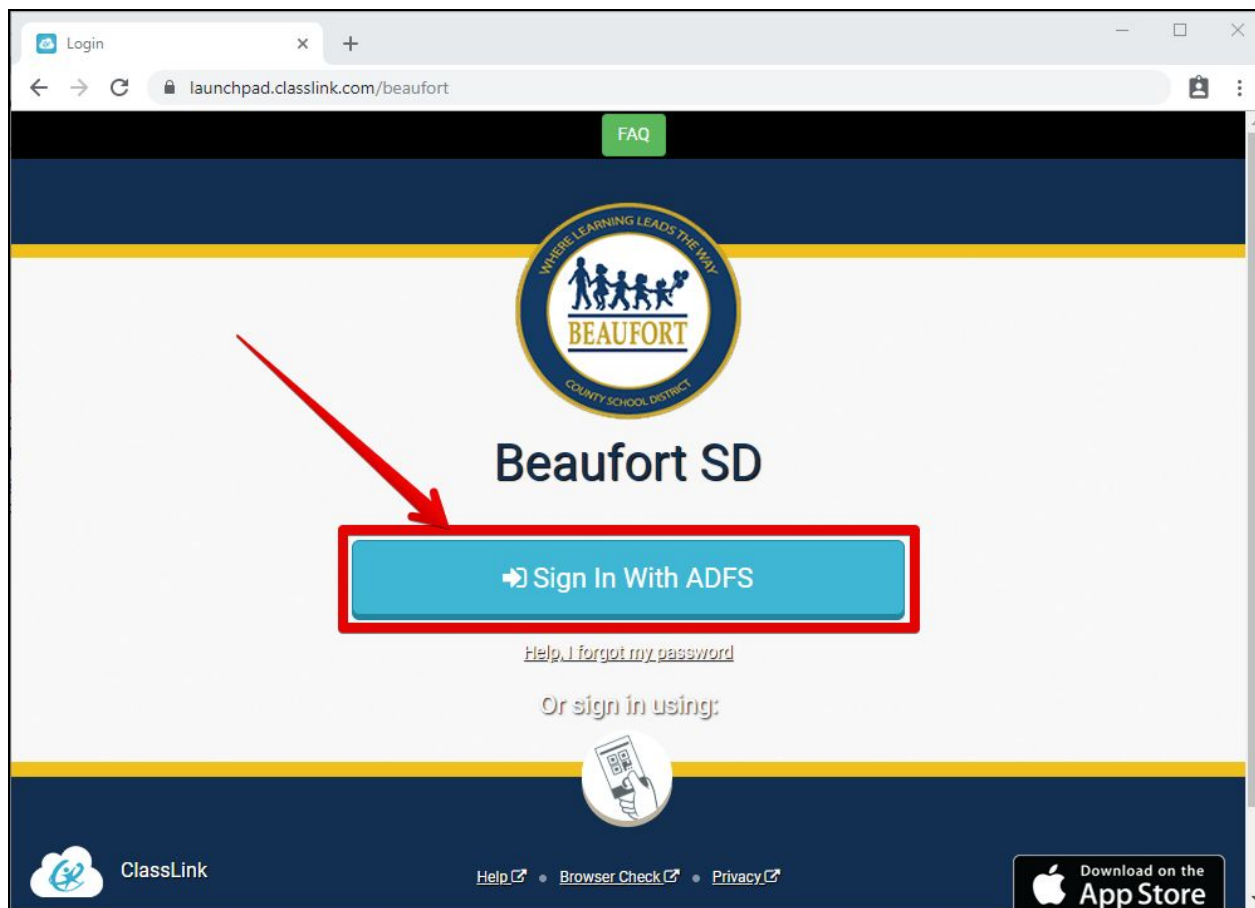 Login
launchpad.classlink.com/beaufort
FAQ
WHERE LEARNING LEADS THE WAY
BEAUFORT
COUNTY SCHOOL DISTRICT
Beaufort SD
Sign In With ADFS
Help, I forgot my password
Or sign in using:
ClassLink
Help • Browser Check • Privacy
Download on the
App Store